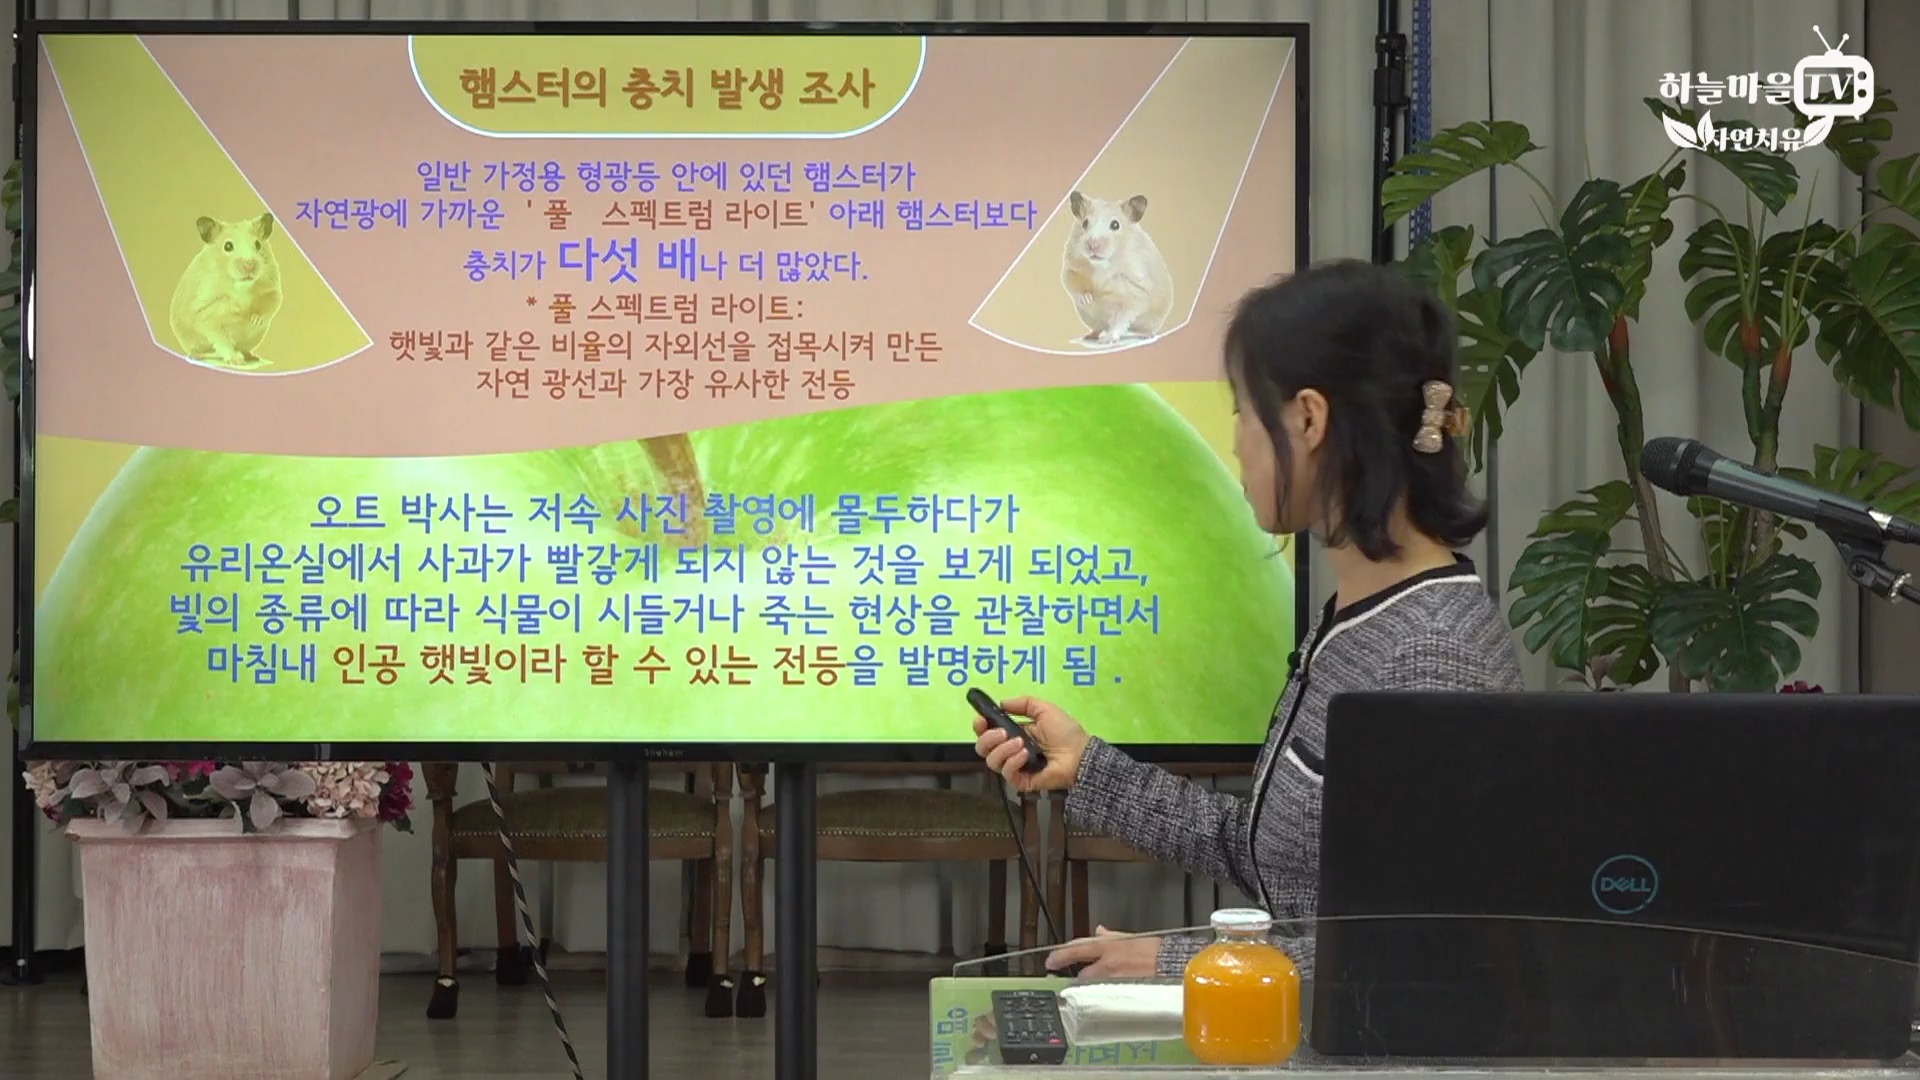 햄스터의 충치 발생 조사
일반 가정용 형광등 안에 있던 햄스터가
자연광에 가까운 ' 풀 스펙트럼 라이트' 아래 햄스터보다
충치가 다섯 배나 더 많았다.
* 풀 스펙트럼 라이트:
햇빛과 같은 비율의 자외선을 접목시켜 만든
자연 광선과 가장 유사한 전등
오트 박사는 저속 사진 촬영에 몰두하다가
유리온실에서 사과가 빨갛게 되지 않는 것을 보게 되었고,
빛의 종류에 따라 식물이 시들거나 죽는 현상을 관찰하면서
마침내 인공 햇빛이라 할 수 있는 전등을 발명하게 됨 .
하늘마을 TV
자연치유
DELL